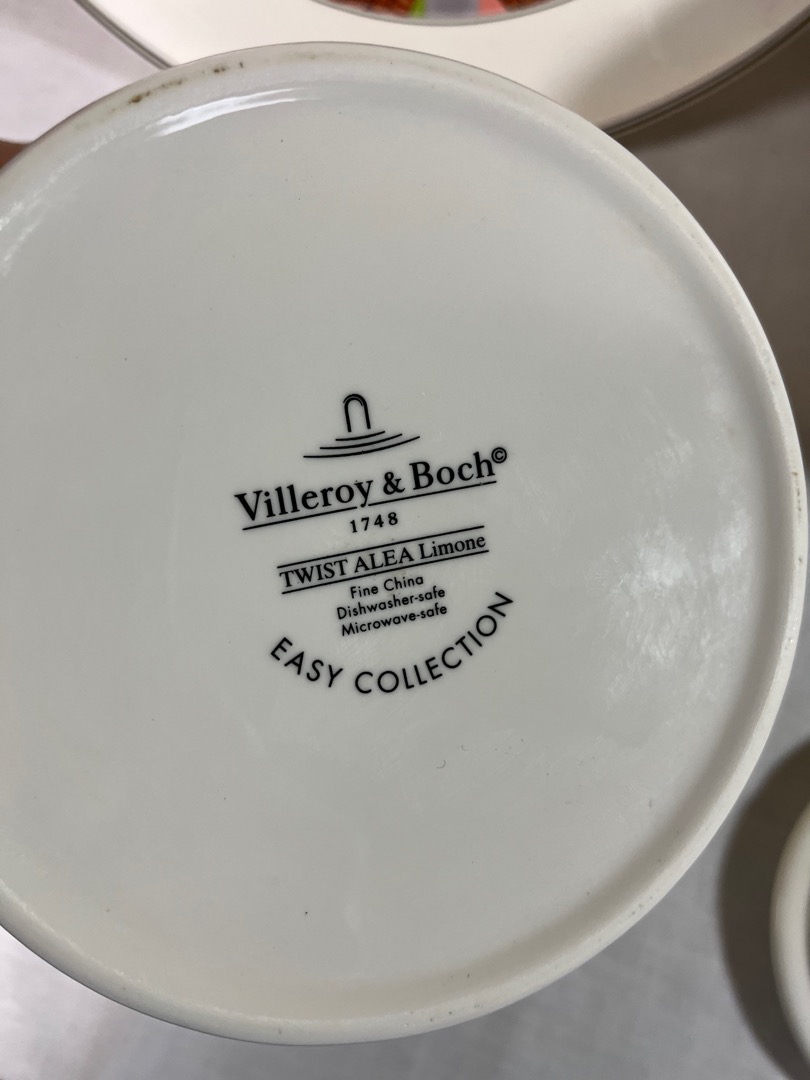 Villeroy & Boch©
1748
TWIST ALEA Limone
Fine China
Dishwasher-safe
Microwave-safe
EASY COLLECTION